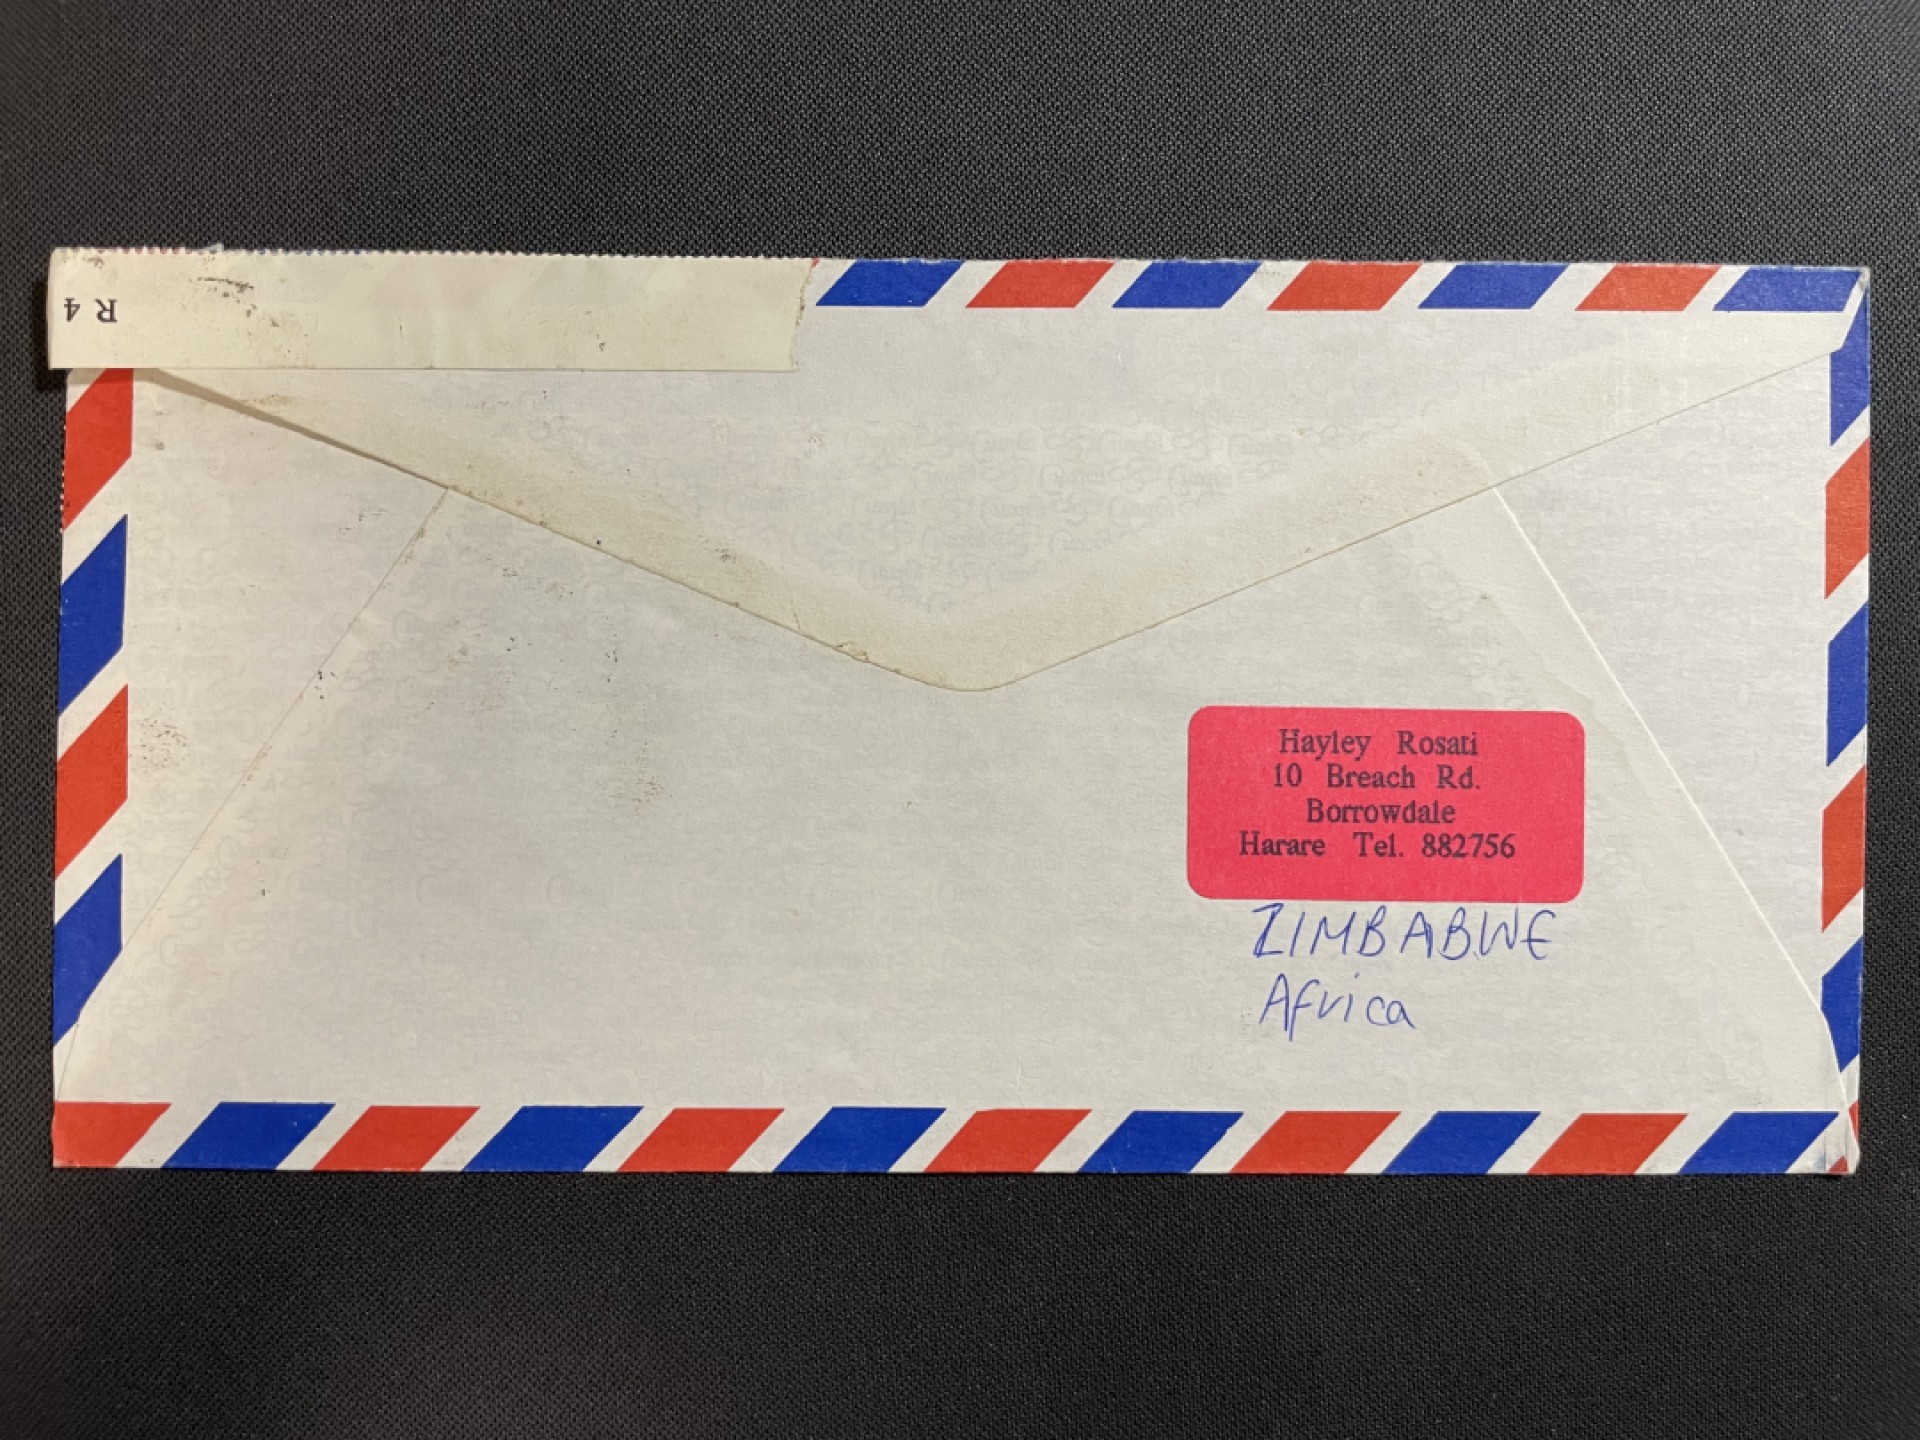 R 4
Hayley Rosati
10 Breach Rd.
Borrowdale
Harare Tel. 882756
ZIMBABWE
Africa